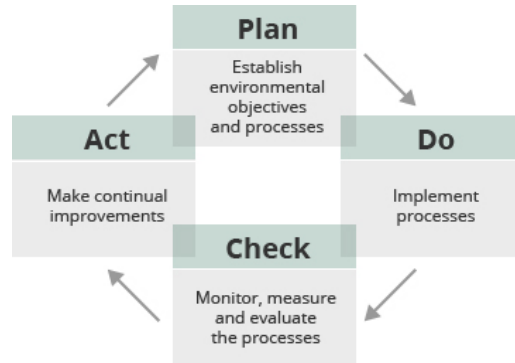 Plan
Establish
environmental
objectives
and processes
Act
Make continual
improvements
Do
Implement
processes
Check
Monitor, measure
and evaluate
the processes